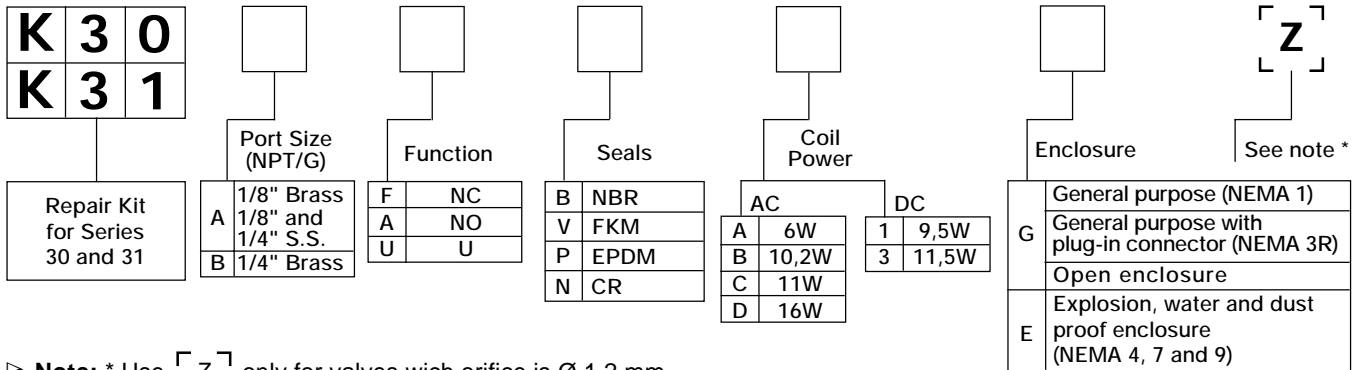 K 3 0
K 3 1
Z
Repair Kit
for Series
30 and 31
Port Size
(NPT/G)
A 1/8" Brass
1/8" and
1/4" S.S.
B 1/4" Brass
Function
F NC
A NO
U U
Seals
B NBR
V FKM
P EPDM
N CR
Coil
Power
AC
A 6W
B 10,2W
C 11W
D 16W
DC
1 9,5W
3 11,5W
Enclosure
G General purpose (NEMA 1)
General purpose with
plug-in connector (NEMA 3R)
Open enclosure
E Explosion, water and dust
proof enclosure
(NEMA 4, 7 and 9)
See note *
Note: * Use Z only for valves wich orifice is Ø 1,2 mm